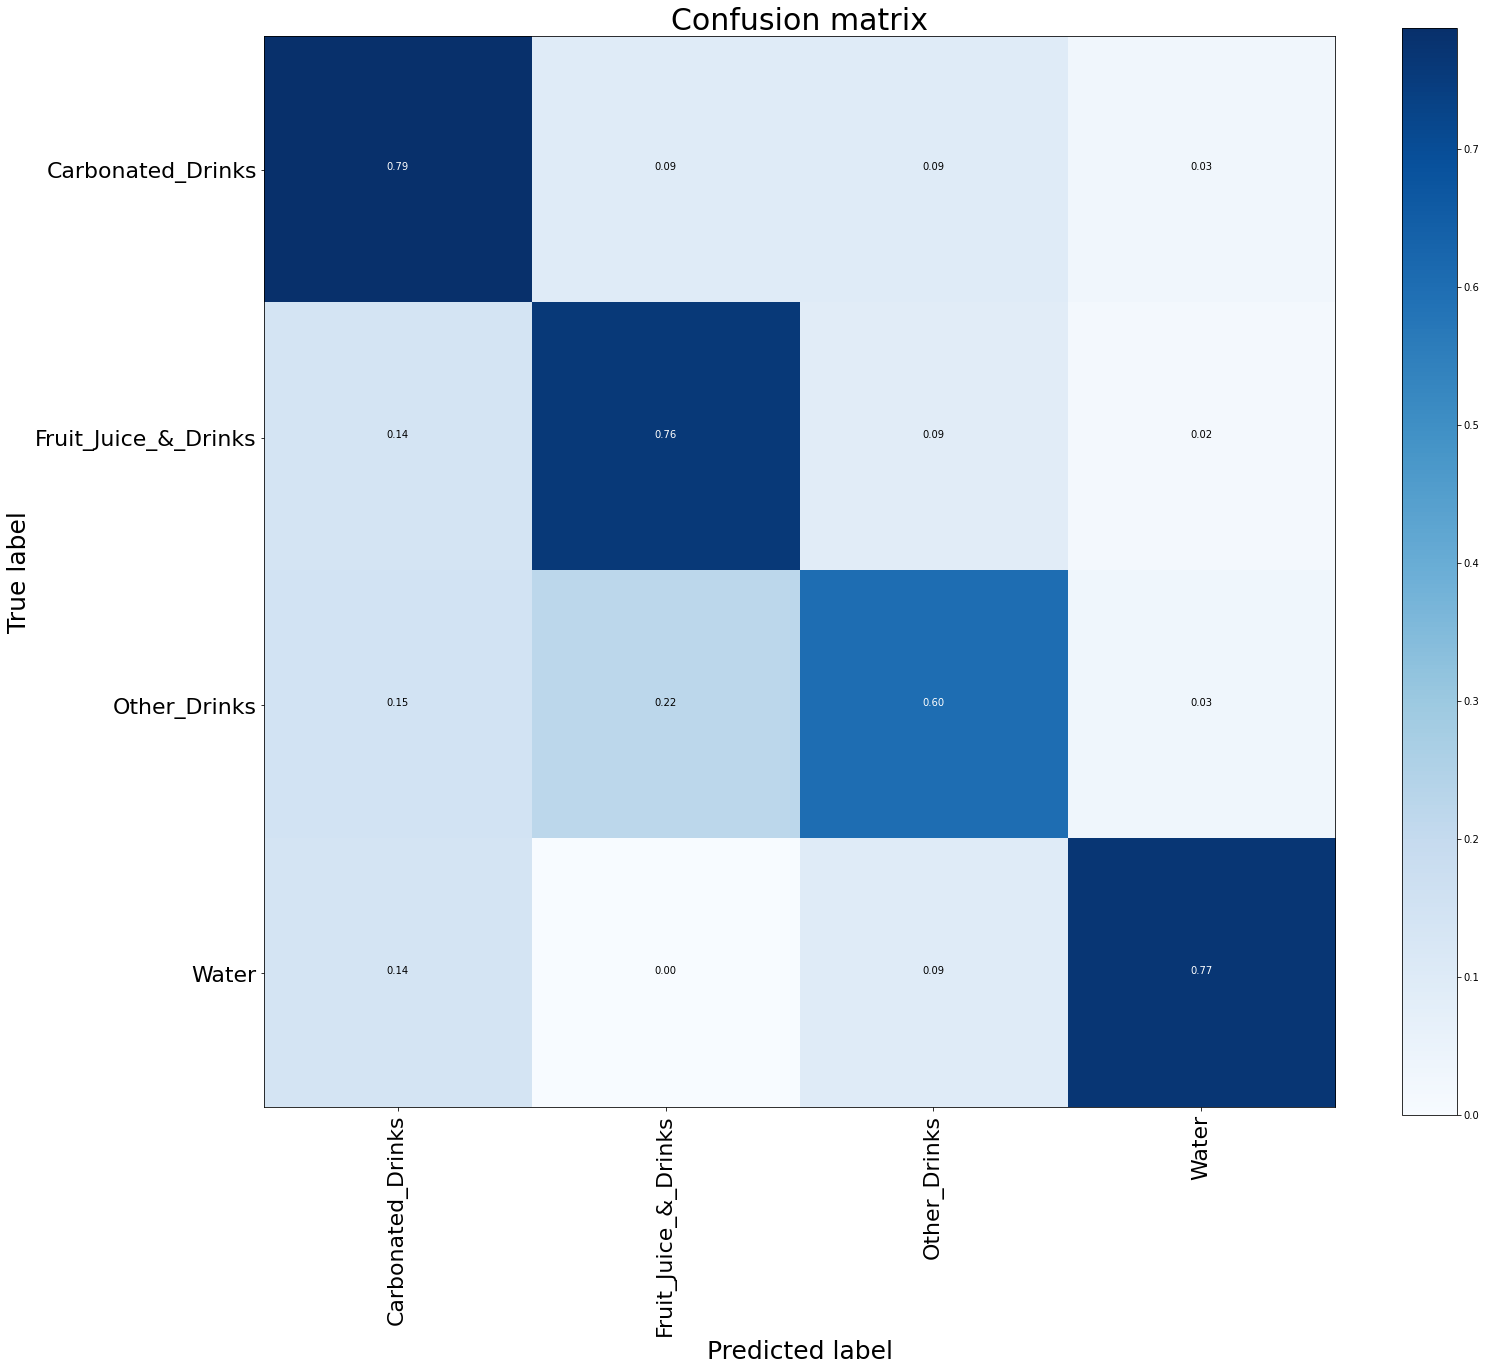 Confusion matrix
Carbonated_Drinks
0.79
0.09
0.09
0.03
Fruit_Juice_&_Drinks
0.14
0.76
0.09
0.02
Other_Drinks
0.15
0.22
0.60
0.03
Water
0.14
0.00
0.09
0.77
True label
Carbonated_Drinks
Fruit_Juice_&_Drinks
Other_Drinks
Water
Predicted label
0.7
0.6
0.5
0.4
0.3
0.2
0.1
0.0